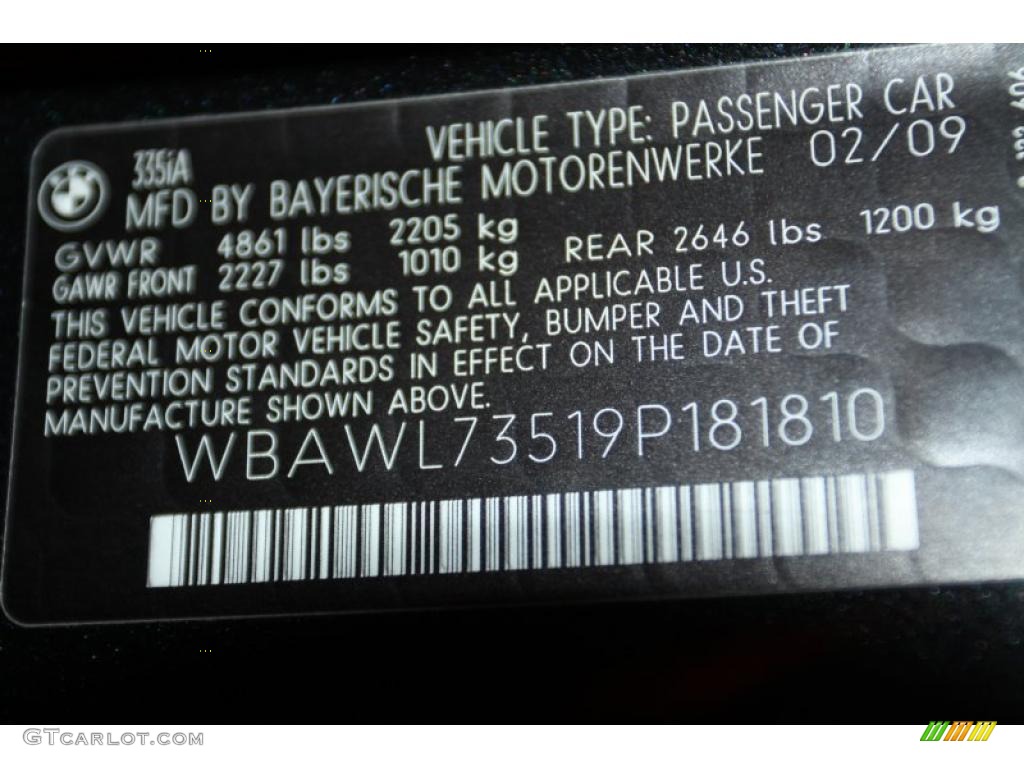 VEHICLE TYPE: PASSENGER CAR
335iA
MFD BY BAYERISCHE MOTORENWERKE 02/09
GVWR 4861 lbs 2205 kg
GAWR FRONT 2227 lbs 1010 kg REAR 2646 lbs 1200 kg
THIS VEHICLE CONFORMS TO ALL APPLICABLE U.S.
FEDERAL MOTOR VEHICLE SAFETY, BUMPER AND THEFT
PREVENTION STANDARDS IN EFFECT ON THE DATE OF
MANUFACTURE SHOWN ABOVE.
WBAWL73519P181810
GTCARLOT.COM